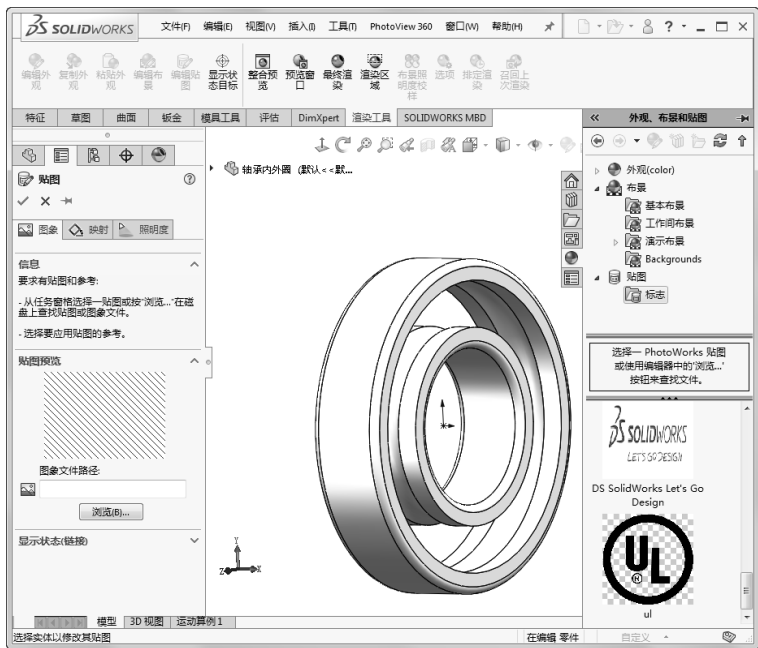 SOLIDWORKS 文件(F) 编辑(E) 视图(V) 插入(I) 工具(T) PhotoView 360 窗口(W) 帮助(H) ?
编辑外观 复制外观 粘贴外观 编辑布景 编辑贴图 显示状态目标 整合预览 预览窗口 最终渲染 渲染区域 布景照明度校样 选项 排定渲染 召回上次渲染
特征 草图 曲面 钣金 模具工具 评估 DimXpert 渲染工具 SOLIDWORKS MBD
外观、布景和贴图
贴图
图象 映射 照明度
信息
要求有贴图和参考:
- 从任务窗格选择一贴图或按'浏览...'在磁
盘上查找贴图或图象文件。
- 选择要应用贴图的参考。
贴图预览
图象文件路径:
浏览(B)...
显示状态(链接)
轴承内外圈 (默认<<默...
Y
Z
X
外观(color)
布景
基本布景
工作间布景
演示布景
Backgrounds
贴图
标志
选择一 PhotoWorks 贴图
或使用编辑器中的'浏览...'
按钮来查找文件。
SOLIDWORKS
LET'S GO DESIGN
DS SolidWorks Let's Go
Design
UL
®
ul
模型 3D 视图 运动算例 1
选择实体以修改其贴图 在编辑 零件 自定义